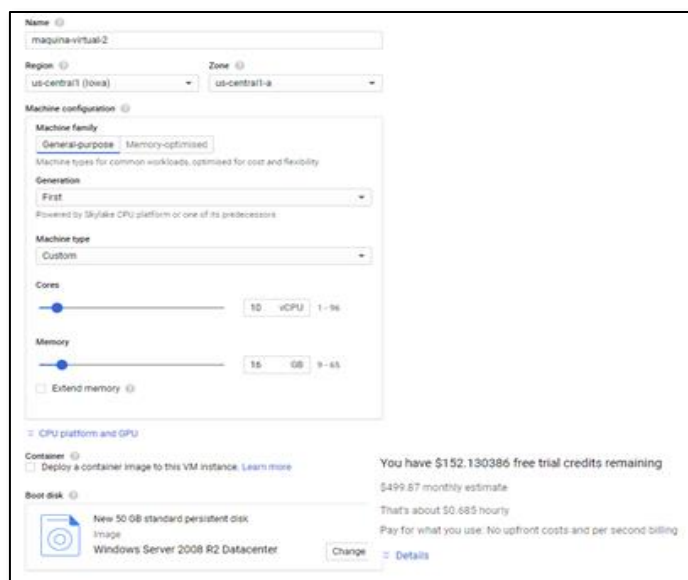 Name
maquina-virtual-2
Region Zone
us-central1 (Iowa) us-central1-a
Machine configuration
Machine family
General-purpose Memory-optimised
Machine types for common workloads, optimised for cost and flexibility
Generation
First
Powered by Skylake CPU platform or one of its predecessors
Machine type
Custom
Cores
10 vCPU 1 - 96
Memory
16 GB 9 - 65
Extend memory
CPU platform and GPU
Container
Deploy a container image to this VM instance. Learn more
Boot disk
New 50 GB standard persistent disk
Image
Windows Server 2008 R2 Datacenter
Change
You have $152.130386 free trial credits remaining
$499.87 monthly estimate
That's about $0.685 hourly
Pay for what you use: No upfront costs and per second billing
Details